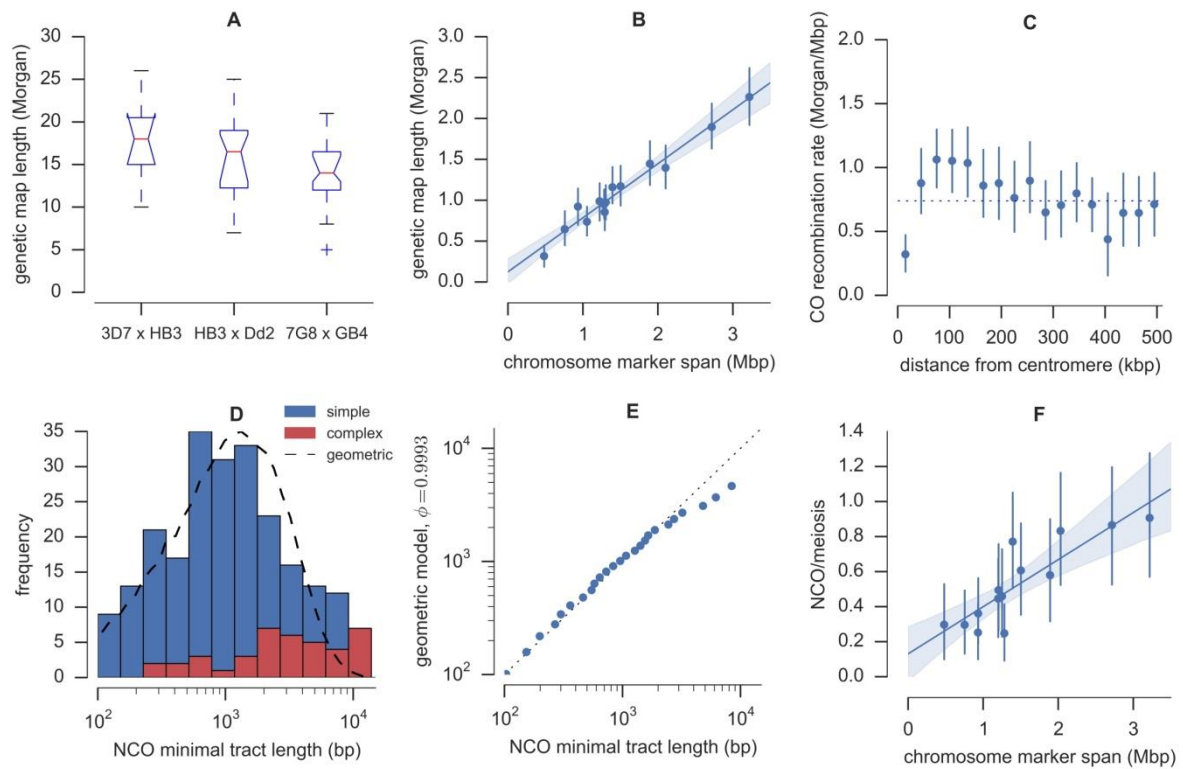 A
genetic map length (Morgan)
30
25
20
15
10
5
0
3D7 x HB3
HB3 x Dd2
7G8 x GB4
B
genetic map length (Morgan)
3.0
2.5
2.0
1.5
1.0
0.5
0.0
0
1
2
3
chromosome marker span (Mbp)
C
CO recombination rate (Morgan/Mbp)
2.0
1.5
1.0
0.5
0.0
0
100
200
300
400
500
distance from centromere (kbp)
D
simple
complex
geometric
frequency
35
30
25
20
15
10
5
0
10²
10³
10⁴
NCO minimal tract length (bp)
E
geometric model, ϕ=0.9993
10⁴
10³
10²
10²
10³
10⁴
NCO minimal tract length (bp)
F
NCO/meiosis
1.4
1.2
1.0
0.8
0.6
0.4
0.2
0.0
0
1
2
3
chromosome marker span (Mbp)